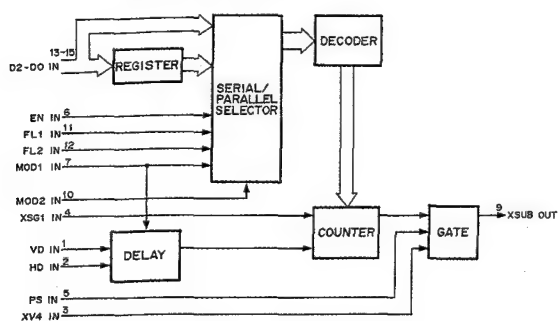 D2-DO IN 13-15
REGISTER
SERIAL/
PARALLEL
SELECTOR
DECODER
EN IN 6
FL1 IN 11
FL2 IN 12
MOD1 IN 7
MOD2 IN 10
XSG1 IN 4
VD IN 1
HD IN 2
DELAY
COUNTER
GATE
9 XSUB OUT
PS IN 5
XV4 IN 3